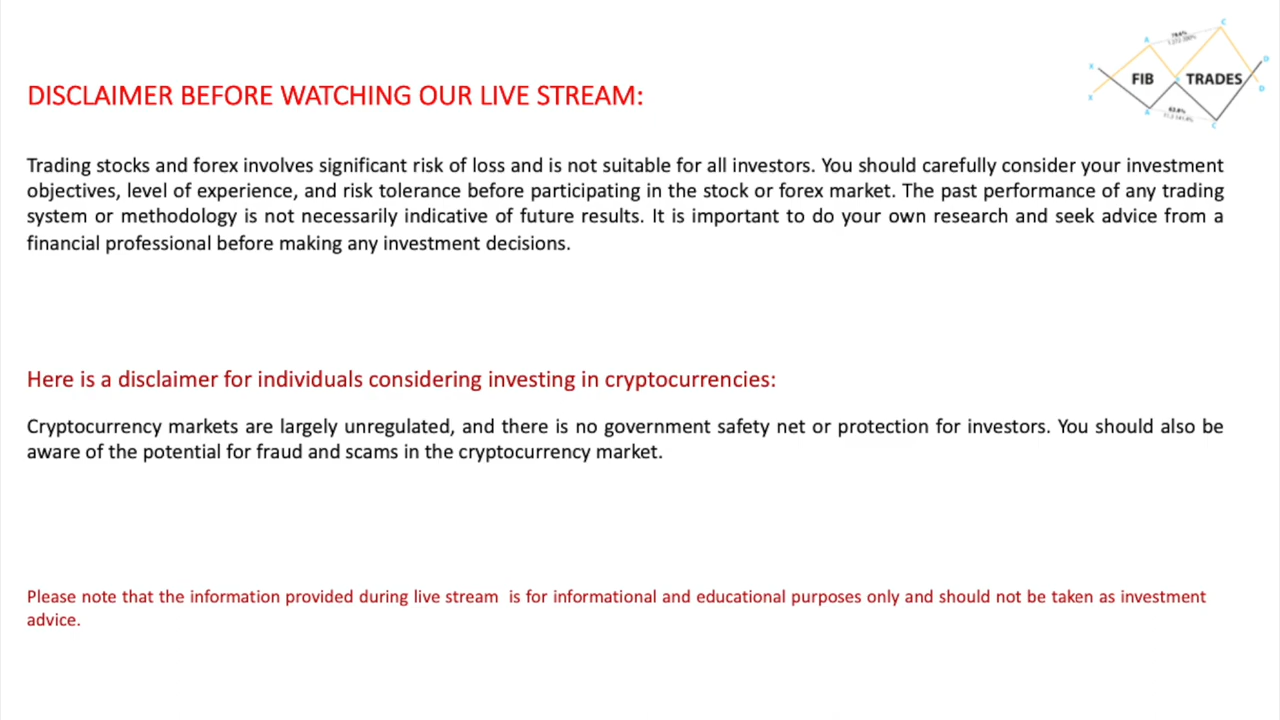 DISCLAIMER BEFORE WATCHING OUR LIVE STREAM:
FIB TRADES
Trading stocks and forex involves significant risk of loss and is not suitable for all investors. You should carefully consider your investment
objectives, level of experience, and risk tolerance before participating in the stock or forex market. The past performance of any trading
system or methodology is not necessarily indicative of future results. It is important to do your own research and seek advice from a
financial professional before making any investment decisions.
Here is a disclaimer for individuals considering investing in cryptocurrencies:
Cryptocurrency markets are largely unregulated, and there is no government safety net or protection for investors. You should also be
aware of the potential for fraud and scams in the cryptocurrency market.
Please note that the information provided during live stream  is for informational and educational purposes only and should not be taken as investment
advice.